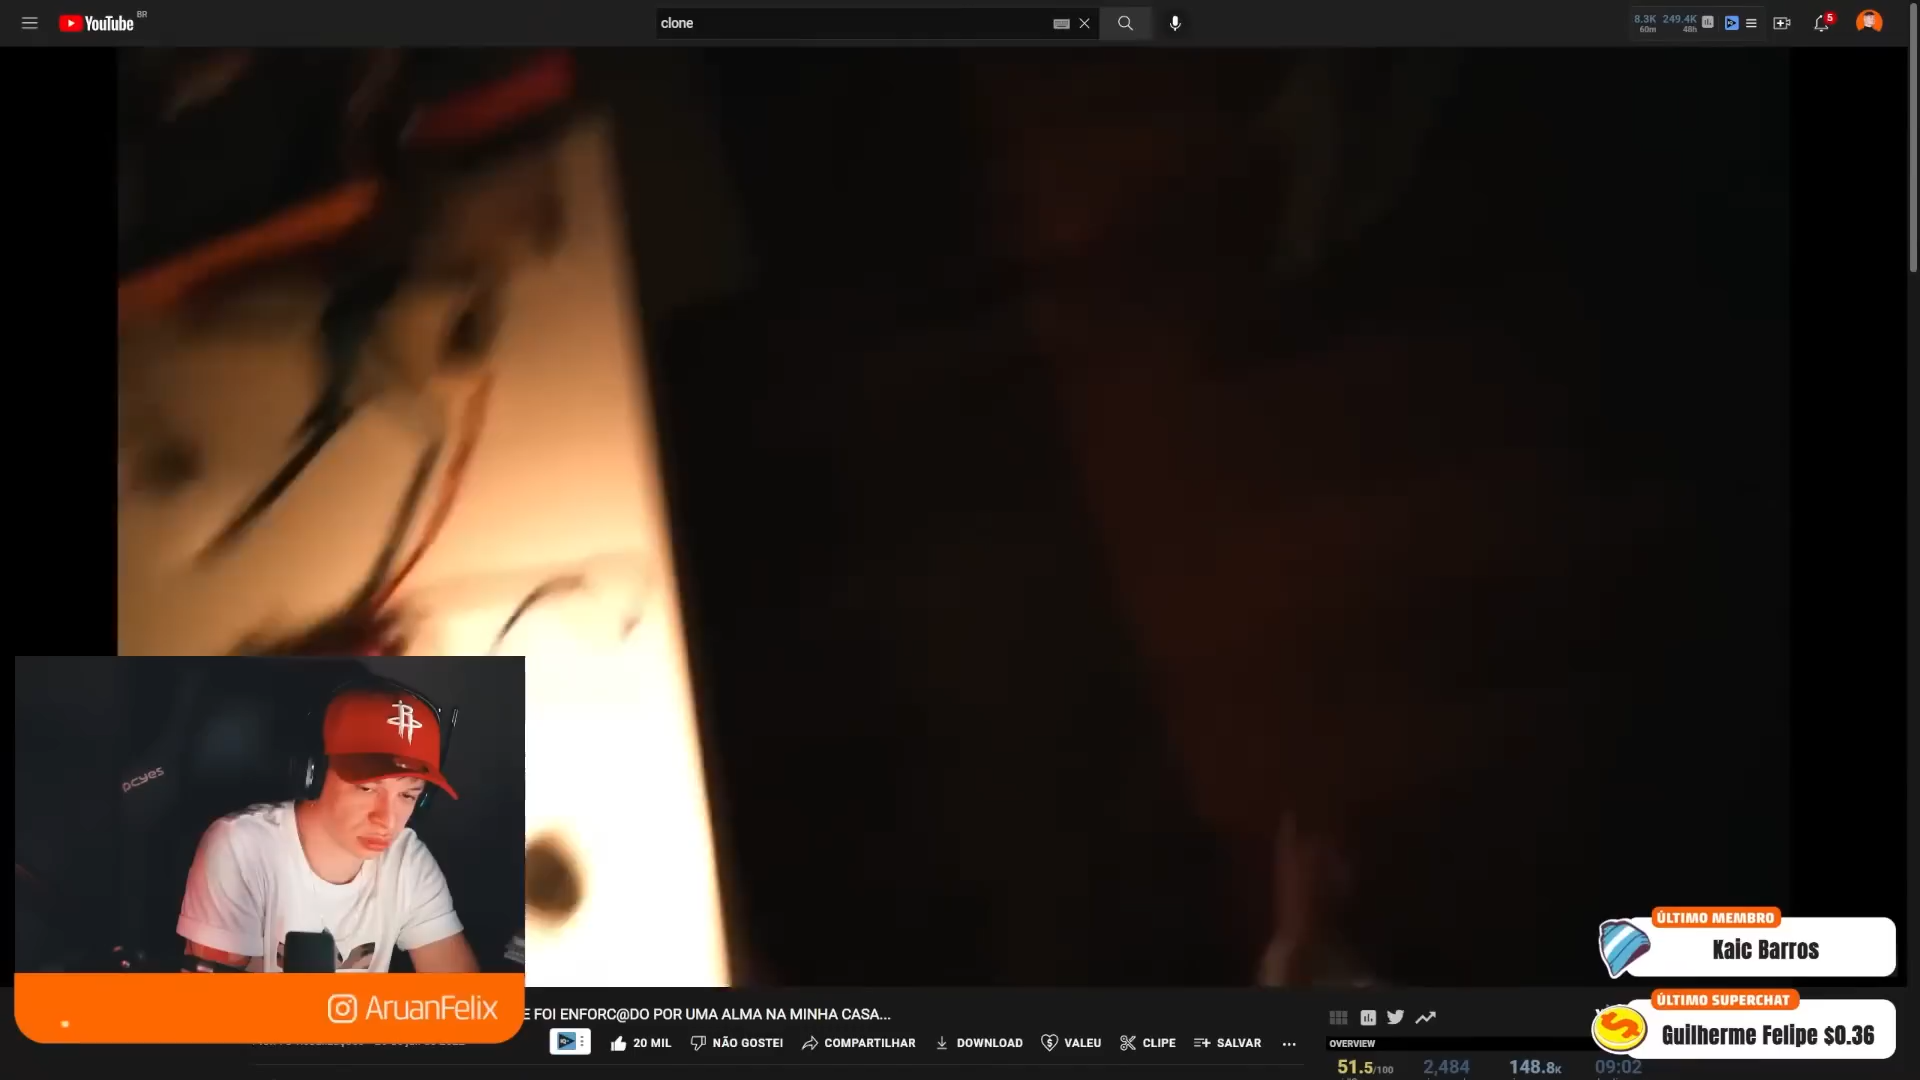 YouTube BR
clone
8.3K 249.4K
60m 48h
5
pcyes
AruanFelix
E FOI ENFORC@DO POR UMA ALMA NA MINHA CASA...
20 MIL NÃO GOSTEI COMPARTILHAR DOWNLOAD VALEU CLIPE SALVAR ...
ÚLTIMO MEMBRO
Kaic Barros
ÚLTIMO SUPERCHAT
Guilherme Felipe $0.36
OVERVIEW
51.5/100 2,484 148.8K 09:02